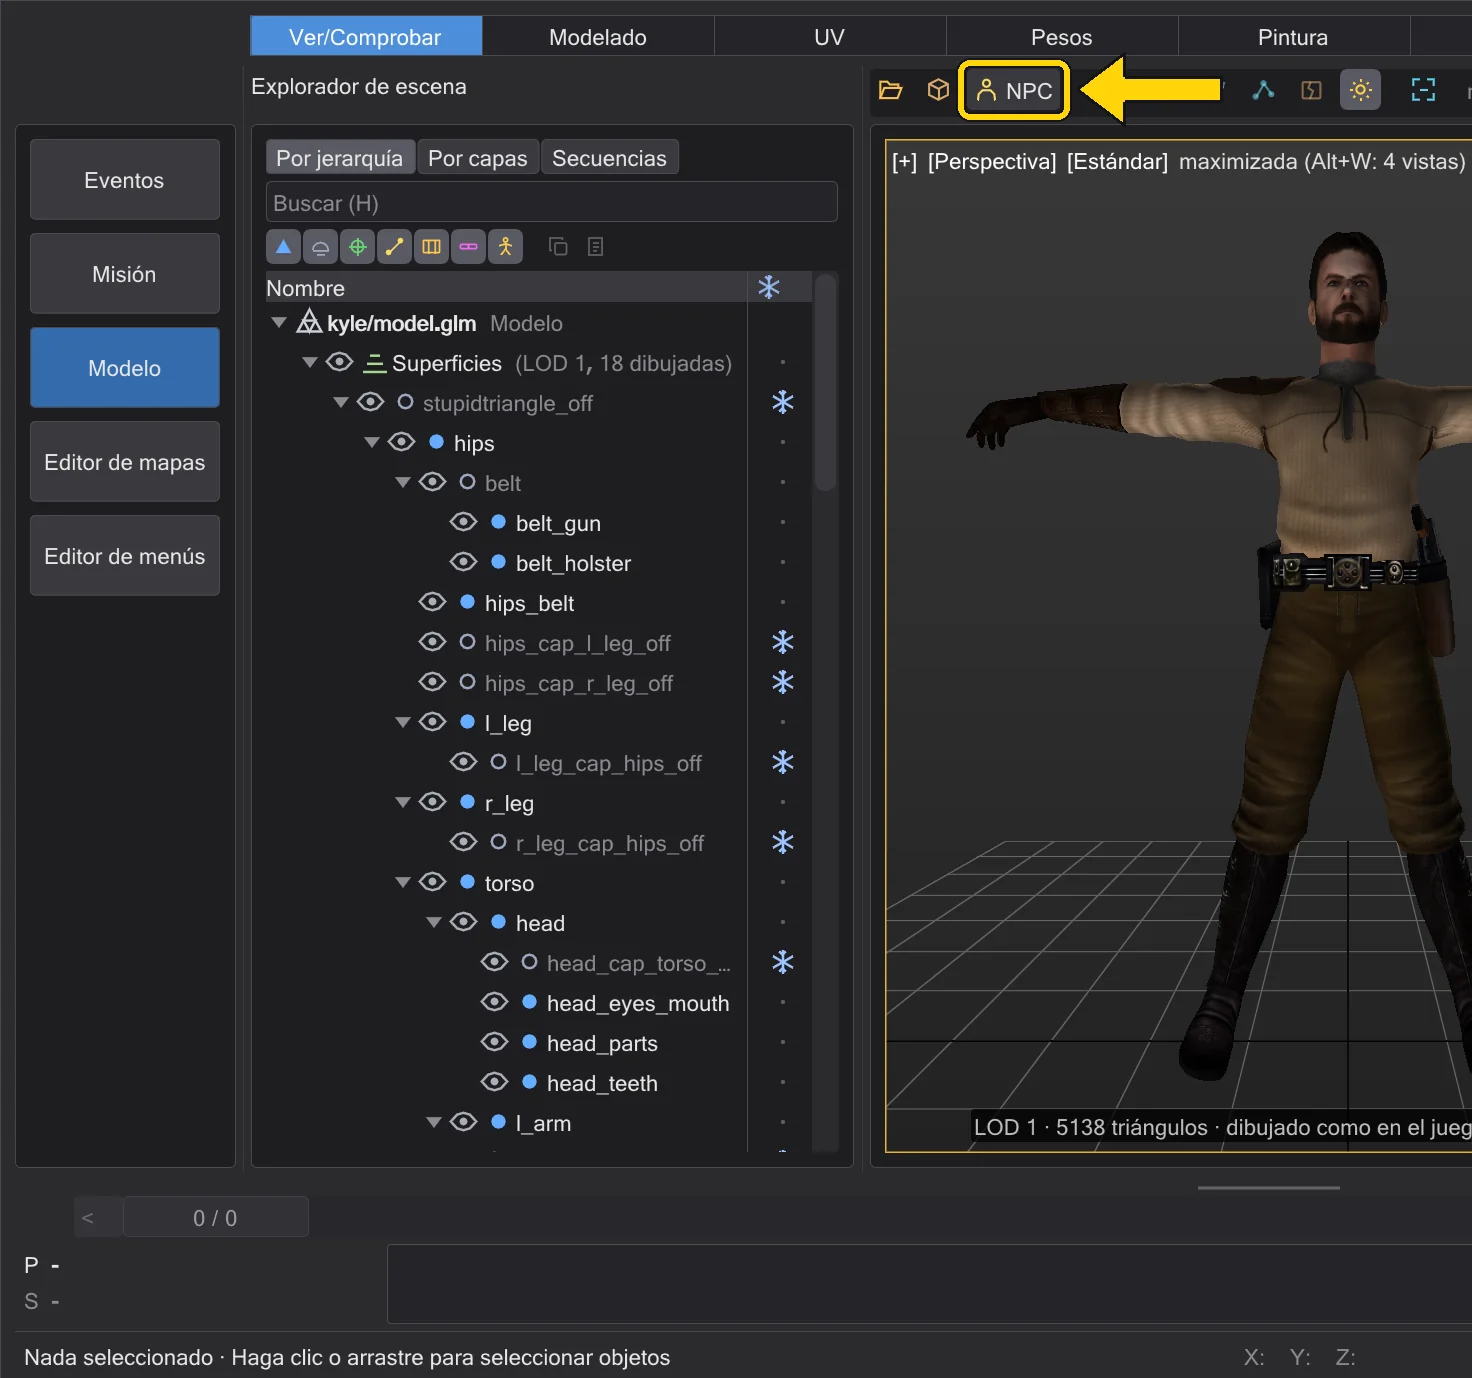 Ver/Comprobar
Modelado
UV
Pesos
Pintura
Explorador de escena
NPC
Eventos
Misión
Modelo
Editor de mapas
Editor de menús
Por jerarquía
Por capas
Secuencias
Buscar (H)
Nombre
kyle/model.glm Modelo
Superficies (LOD 1, 18 dibujadas)
stupidtriangle_off
hips
belt
belt_gun
belt_holster
hips_belt
hips_cap_l_leg_off
hips_cap_r_leg_off
l_leg
l_leg_cap_hips_off
r_leg
r_leg_cap_hips_off
torso
head
head_cap_torso_...
head_eyes_mouth
head_parts
head_teeth
l_arm
[+] [Perspectiva] [Estándar] maximizada (Alt+W: 4 vistas)
LOD 1 · 5138 triángulos · dibujado como en el jueg
< 0 / 0
P -
S -
Nada seleccionado · Haga clic o arrastre para seleccionar objetos
X: Y: Z: